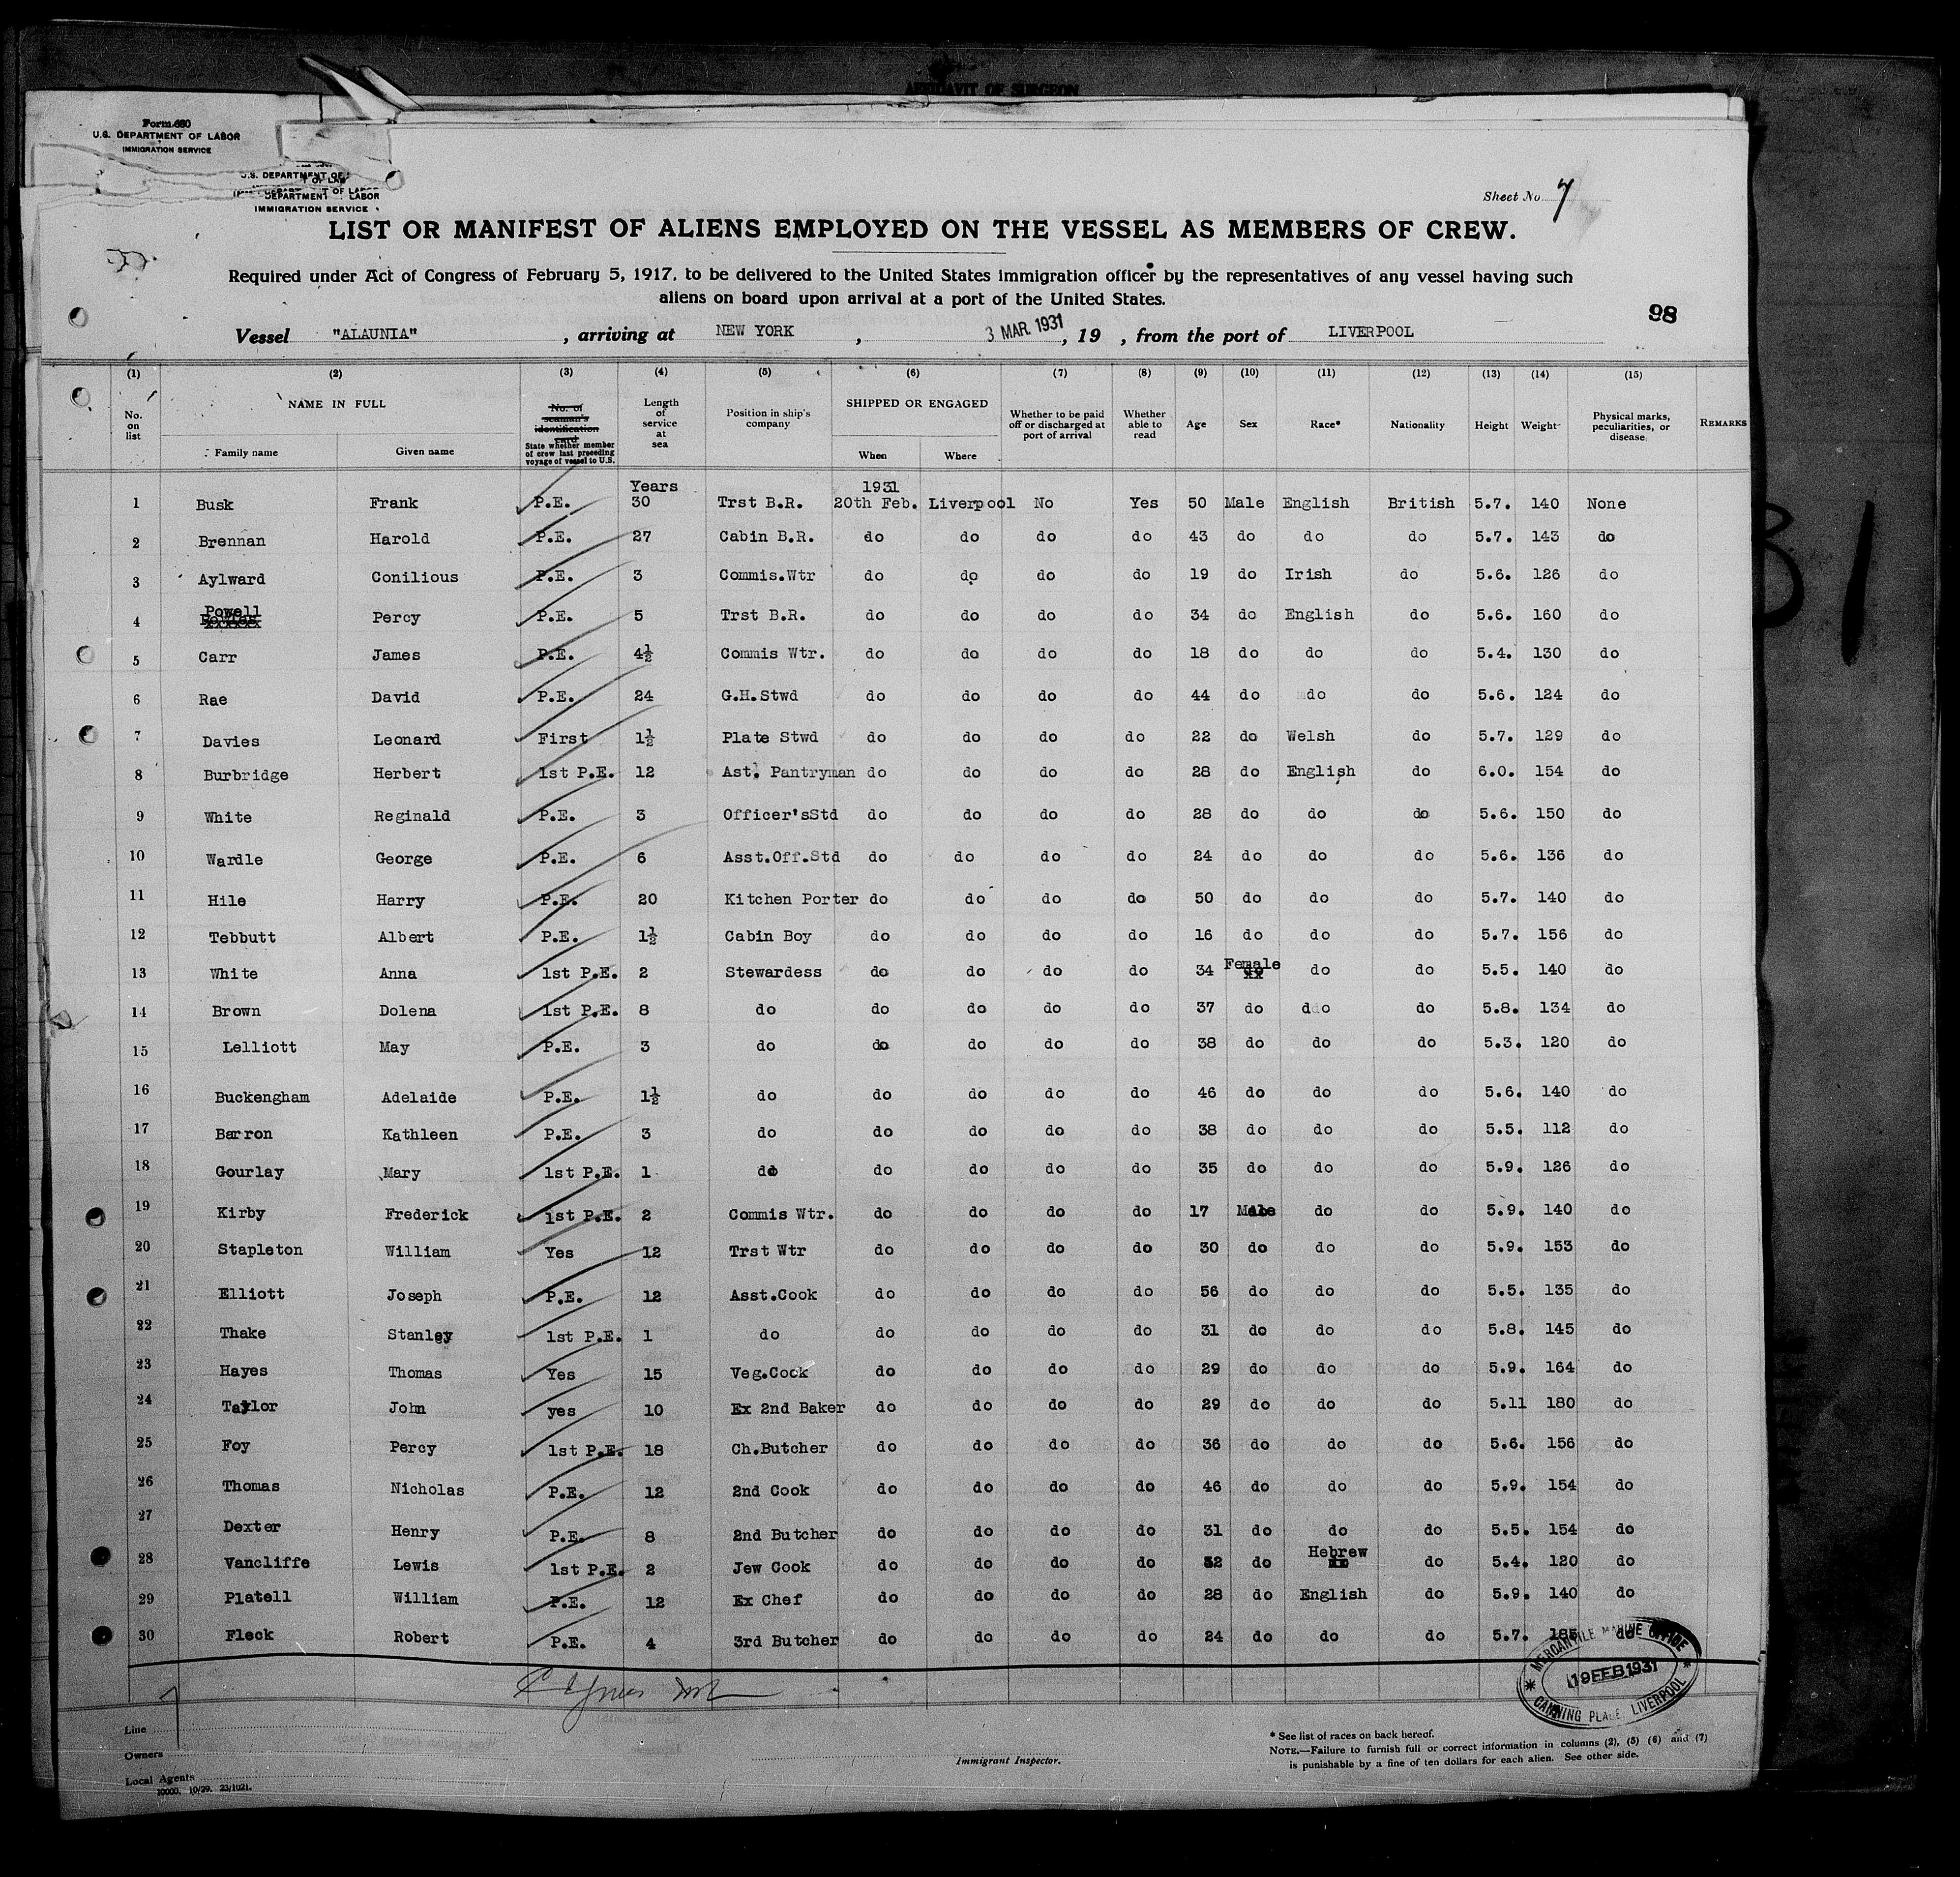 AFFIDAVIT OF SURGEON
Form 680
U.S. DEPARTMENT OF LABOR
IMMIGRATION SERVICE
U.S. DEPARTMENT OF
DEPARTMENT LABOR
IMMIGRATION SERVICE
Sheet No. 7
LIST OR MANIFEST OF ALIENS EMPLOYED ON THE VESSEL AS MEMBERS OF CREW.
Required under Act of Congress of February 5, 1917, to be delivered to the United States immigration officer by the representatives of any vessel having such
aliens on board upon arrival at a port of the United States.
98
Vessel "ALAUNIA", arriving at NEW YORK, 3 MAR. 1931, 19 , from the port of LIVERPOOL
(1) (2) (3) (4) (5) (6) (7) (8) (9) (10) (11) (12) (13) (14) (15)
No. on list NAME IN FULL Family name Given name No. of seaman's identification card State whether member of crew last preceding voyage of vessel to U.S. Length of service at sea Position in ship's company SHIPPED OR ENGAGED When Where Whether to be paid off or discharged at port of arrival Whether able to read Age Sex Race* Nationality Height Weight Physical marks, peculiarities, or disease. REMARKS
Years 1931
1 Busk Frank P.E. 30 Trst B.R. 20th Feb. Liverpool No Yes 50 Male English British 5.7. 140 None
2 Brennan Harold P.E. 27 Cabin B.R. do do do do 43 do do do 5.7. 143 do
3 Aylward Conilious P.E. 3 Commis.Wtr do do do do 19 do Irish do 5.6. 126 do
4 Powell Percy P.E. 5 Trst B.R. do do do do 34 do English do 5.6. 160 do
5 Carr James P.E. 4½ Commis Wtr. do do do do 18 do do do 5.4. 130 do
6 Rae David P.E. 24 G.H.Stwd do do do do 44 do do do 5.6. 124 do
7 Davies Leonard First 1½ Plate Stwd do do do do 22 do Welsh do 5.7. 129 do
8 Burbridge Herbert 1st P.E. 12 Ast. Pantryman do do do do 28 do English do 6.0. 154 do
9 White Reginald P.E. 3 Officer'sStd do do do do 28 do do do 5.6. 150 do
10 Wardle George P.E. 6 Asst.Off.Std do do do do 24 do do do 5.6. 136 do
11 Hile Harry P.E. 20 Kitchen Porter do do do do 50 do do do 5.7. 140 do
12 Tebbutt Albert P.E. 1½ Cabin Boy do do do do 16 do do do 5.7. 156 do
13 White Anna 1st P.E. 2 Stewardess do do do do 34 Female do do 5.5. 140 do
14 Brown Dolena 1st P.E. 8 do do do do do 37 do do do 5.8. 134 do
15 Lelliott May P.E. 3 do do do do do 38 do do do 5.3. 120 do
16 Buckengham Adelaide P.E. 1½ do do do do do 46 do do do 5.6. 140 do
17 Barron Kathleen P.E. 3 do do do do do 38 do do do 5.5. 112 do
18 Gourlay Mary 1st P.E. 1 do do do do do 35 do do do 5.9. 126 do
19 Kirby Frederick 1st P.E. 2 Commis Wtr. do do do do 17 Male do do 5.9. 140 do
20 Stapleton William Yes 12 Trst Wtr do do do do 30 do do do 5.9. 153 do
21 Elliott Joseph P.E. 12 Asst.Cook do do do do 56 do do do 5.5. 135 do
22 Thake Stanley 1st P.E. 1 do do do do do 31 do do do 5.8. 145 do
23 Hayes Thomas Yes 15 Veg.Cock do do do do 29 do do do 5.9. 164 do
24 Taylor John yes 10 Ex 2nd Baker do do do do 29 do do do 5.11 180 do
25 Foy Percy 1st P.E. 18 Ch.Butcher do do do do 36 do do do 5.6. 156 do
26 Thomas Nicholas P.E. 12 2nd Cook do do do do 46 do do do 5.9. 154 do
27 Dexter Henry P.E. 8 2nd Butcher do do do do 31 do do do 5.5. 154 do
28 Vancliffe Lewis 1st P.E. 2 Jew Cook do do do do 52 do Hebrew do 5.4. 120 do
29 Platell William P.E. 12 Ex Chef do do do do 28 do English do 5.9. 140 do
30 Fleck Robert P.E. 4 3rd Butcher do do do do 24 do do do 5.7. 185 do
MERCANTILE MARINE OFFICE
19 FEB 1931
CANNING PLACE LIVERPOOL
Line
Owners
Local Agents
10000. 10/29. 23/1021.
Immigrant Inspector.
* See list of races on back hereof.
NOTE.—Failure to furnish full or correct information in columns (2), (5) (6) and (7)
is punishable by a fine of ten dollars for each alien. See other side.